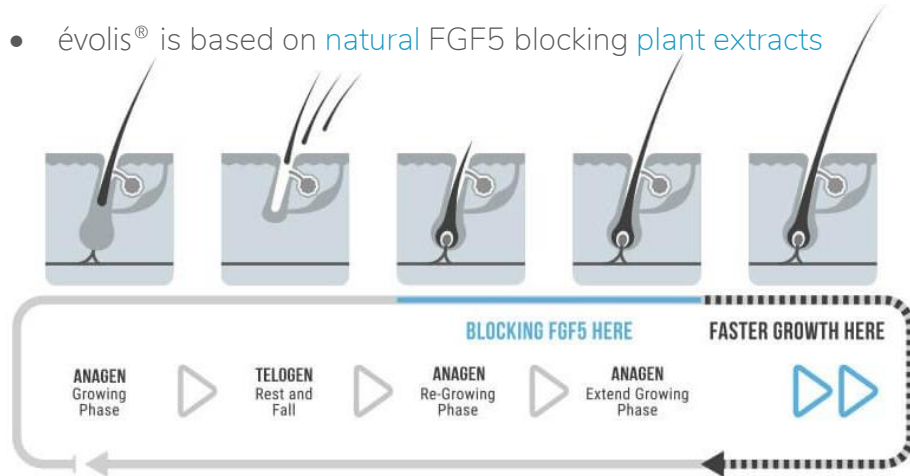 • évolis® is based on natural FGF5 blocking plant extracts
BLOCKING FGF5 HERE
FASTER GROWTH HERE
ANAGEN
Growing
Phase
TELOGEN
Rest and
Fall
ANAGEN
Re-Growing
Phase
ANAGEN
Extend Growing
Phase